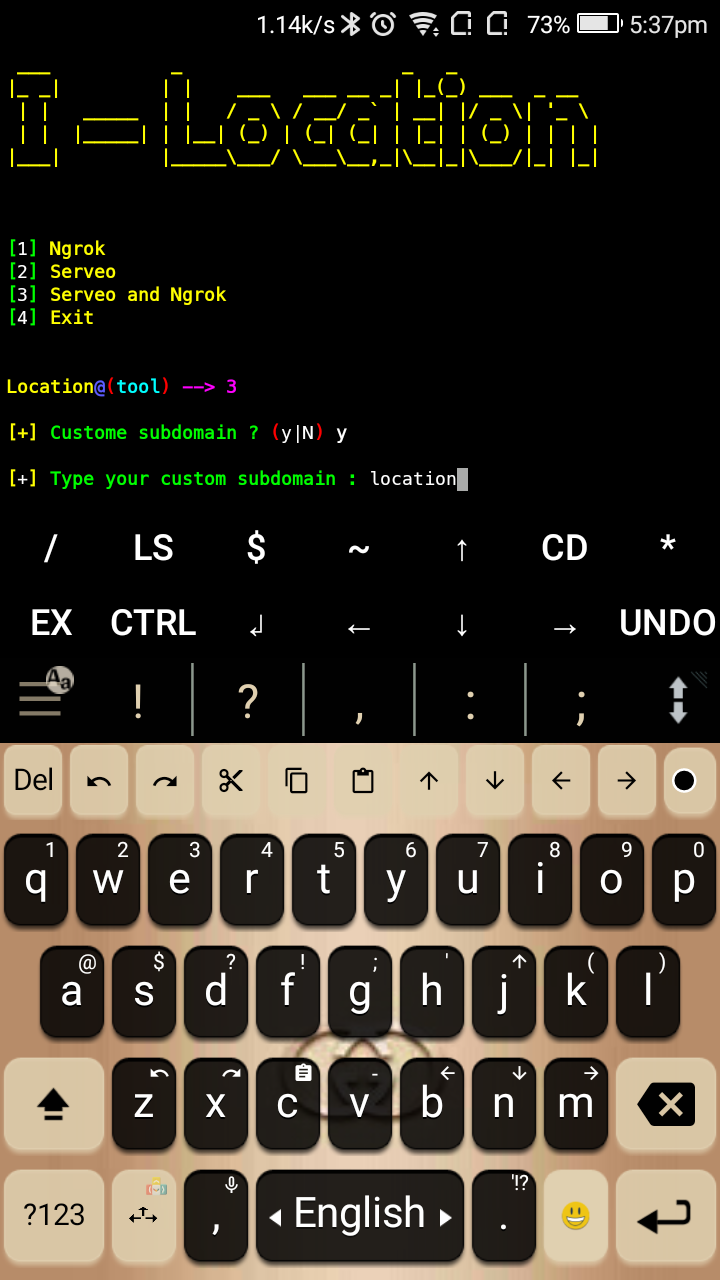 1.14k/s 73% 5:37pm
I-Location
[1] Ngrok
[2] Serveo
[3] Serveo and Ngrok
[4] Exit
Location@(tool) ––> 3
[+] Custome subdomain ? (y|N) y
[+] Type your custom subdomain : location
/ LS $ ~ ↑ CD *
EX CTRL ↲ ← ↓ → UNDO
Aa ! ? , : ;
Del
1 2 3 4 5 6 7 8 9 0
q w e r t y u i o p
@ $ ? ! ; ' ( )
a s d f g h j k l
-
z x c v b n m
'!?
?123 , English .